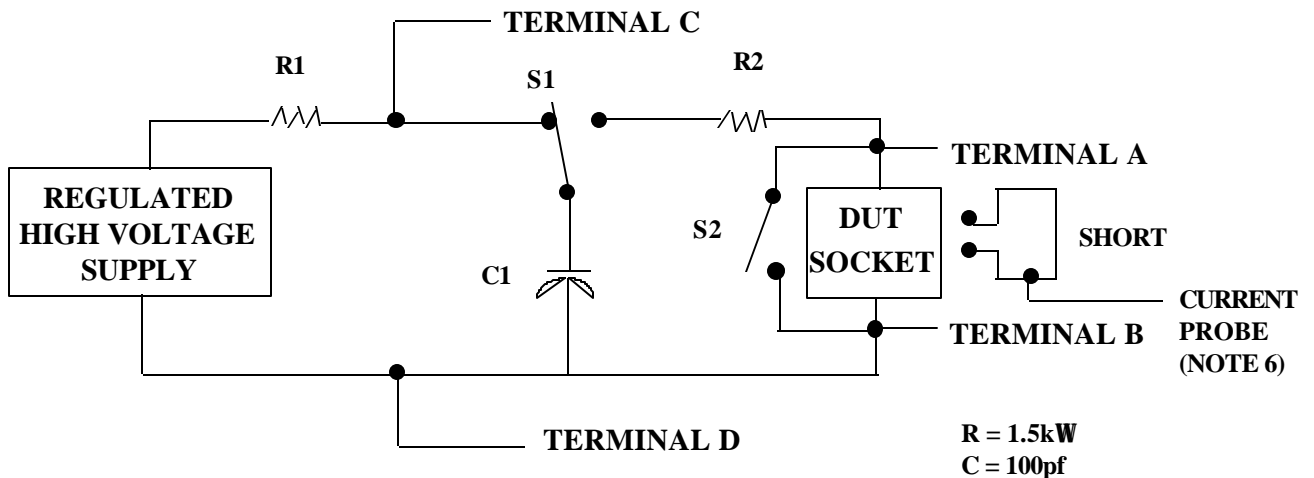 TERMINAL C
R1
S1
R2
TERMINAL A
REGULATED
HIGH VOLTAGE
SUPPLY
S2
DUT
SOCKET
SHORT
C1
TERMINAL B
CURRENT
PROBE
(NOTE 6)
TERMINAL D
R = 1.5kW
C = 100pf